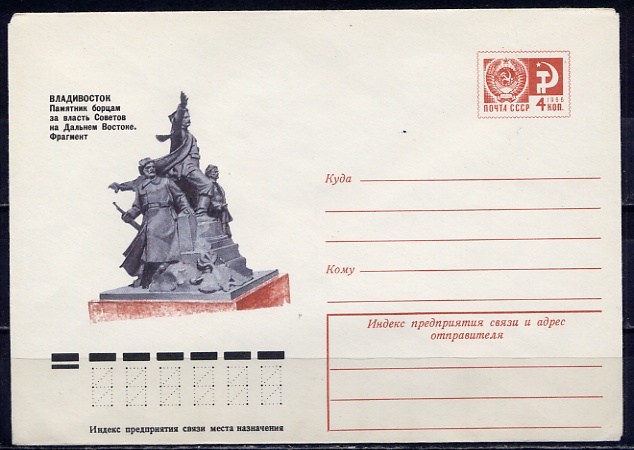 ВЛАДИВОСТОК
Памятник борцам
за власть Советов
на Дальнем Востоке.
Фрагмент
ПОЧТА СССР
1966
4 КОП.
Куда
Кому
Индекс предприятия связи и адрес
отправителя
Индекс предприятия связи места назначения